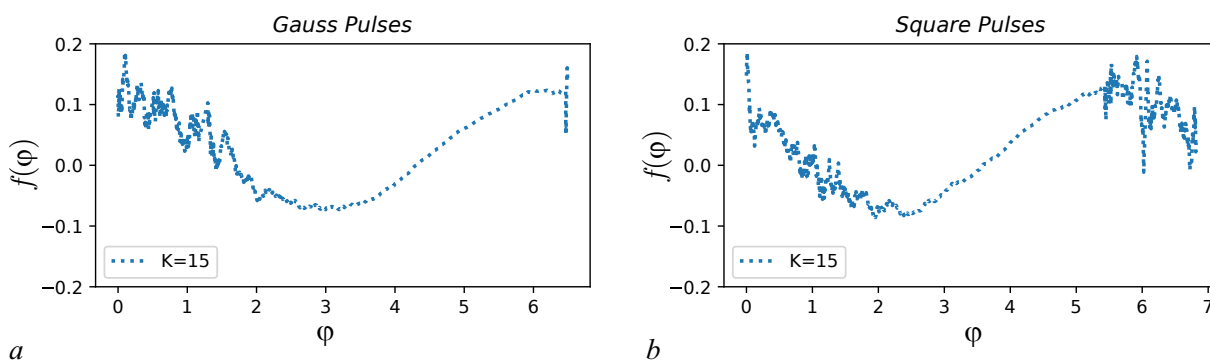 Gauss Pulses
0.2
0.1
0.0
−0.1
−0.2
f(φ)
K=15
0 1 2 3 4 5 6
φ
a
Square Pulses
0.2
0.1
0.0
−0.1
−0.2
f(φ)
K=15
0 1 2 3 4 5 6 7
φ
b